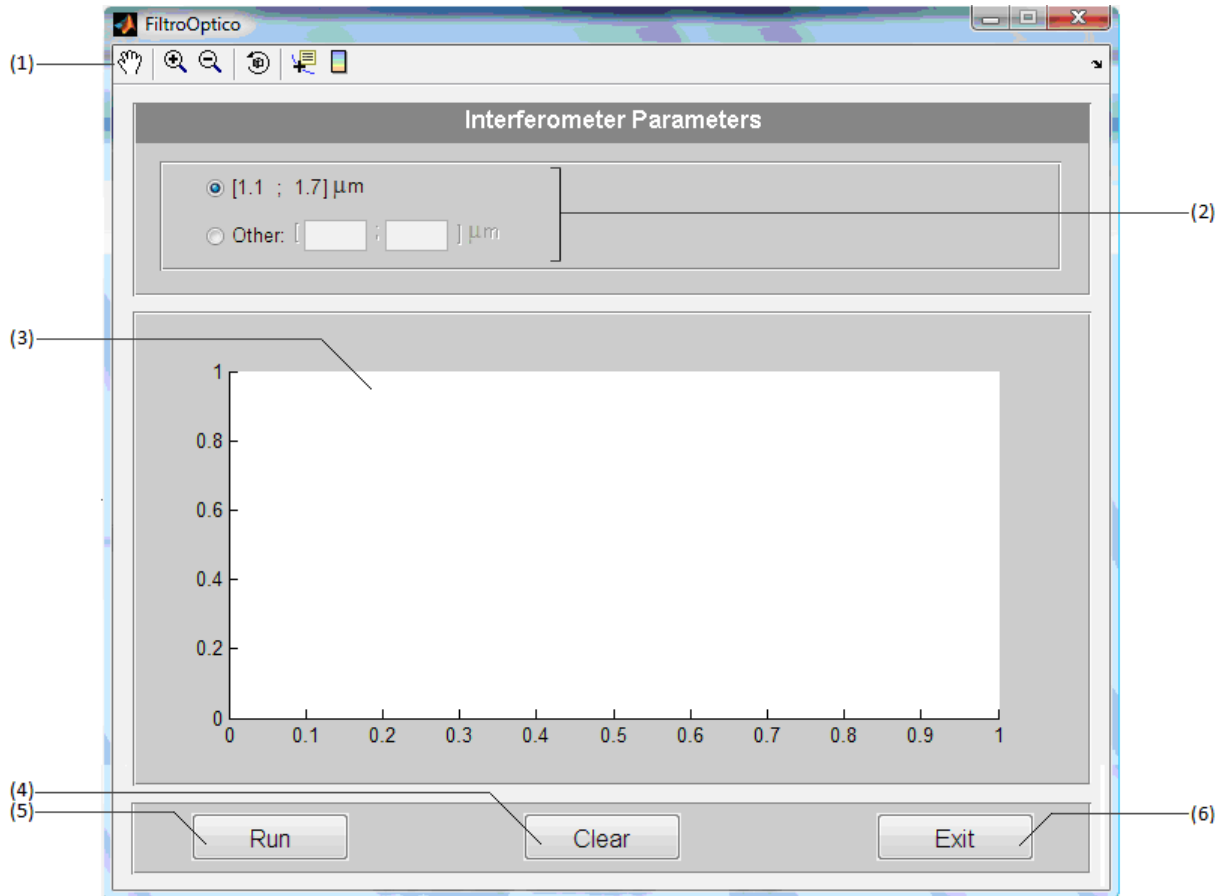 FiltroOptico
(1)
Interferometer Parameters
[1.1 ; 1.7] μm
Other: [ ; ] μm
(2)
(3)
1
0.8
0.6
0.4
0.2
0
0 0.1 0.2 0.3 0.4 0.5 0.6 0.7 0.8 0.9 1
(4)
(5)
Run Clear Exit
(6)